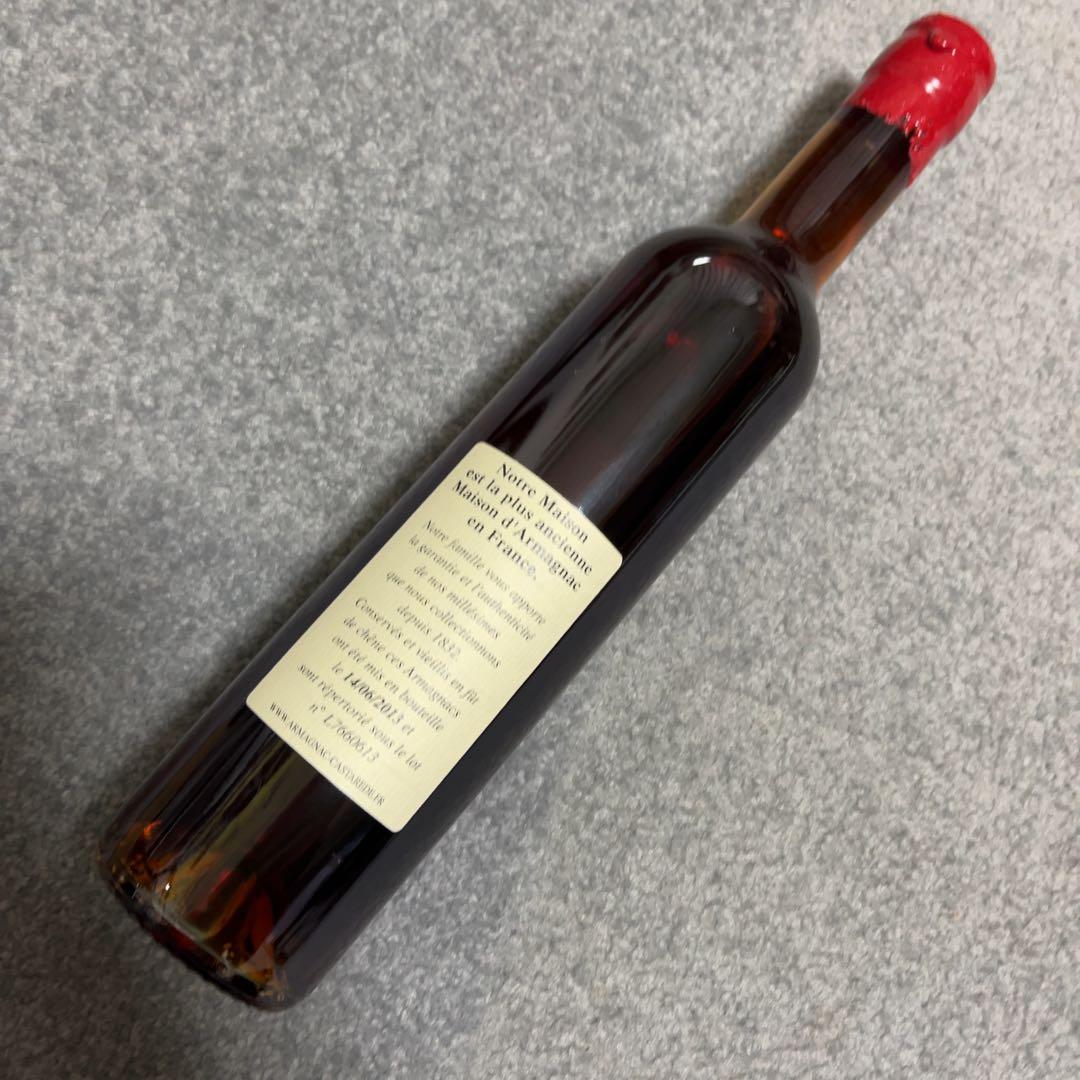 Notre Maison
est la plus ancienne
Maison d'Armagnac
en France.
Notre famille vous apporte
la garantie et l'authenticité
de nos millésimes
que nous collectionnons
depuis 1832.
Conservés et vieillis en fût
de chêne ces Armagnacs
ont été mis en bouteille
le 14/06/2013 et
sont répertorié sous le lot
n° L7660613
WWW.ARMAGNAC-CASTAREDE.FR